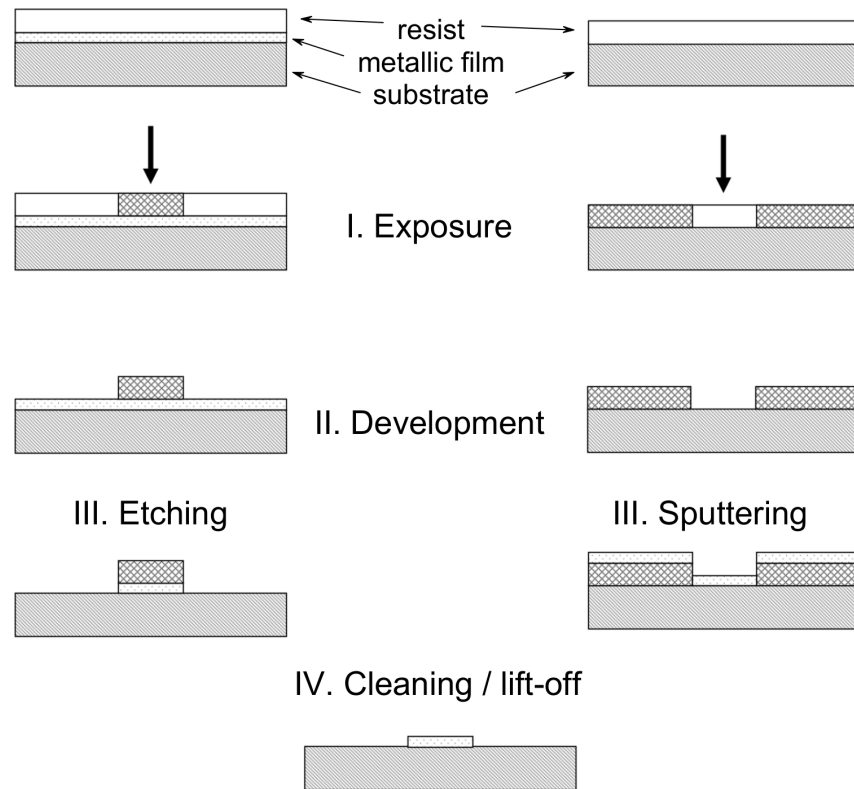 resist
metallic film
substrate
I. Exposure
II. Development
III. Etching
III. Sputtering
IV. Cleaning / lift-off